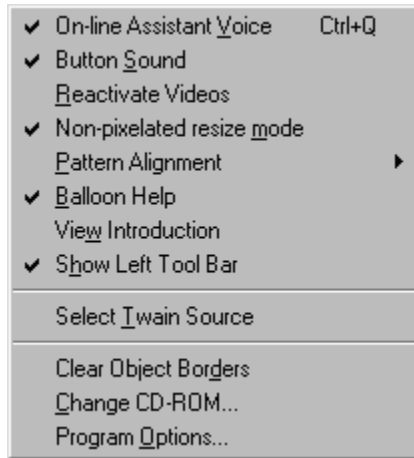 On-line Assistant Voice Ctrl+Q
Button Sound
Reactivate Videos
Non-pixelated resize mode
Pattern Alignment
Balloon Help
View Introduction
Show Left Tool Bar
Select Twain Source
Clear Object Borders
Change CD-ROM...
Program Options...